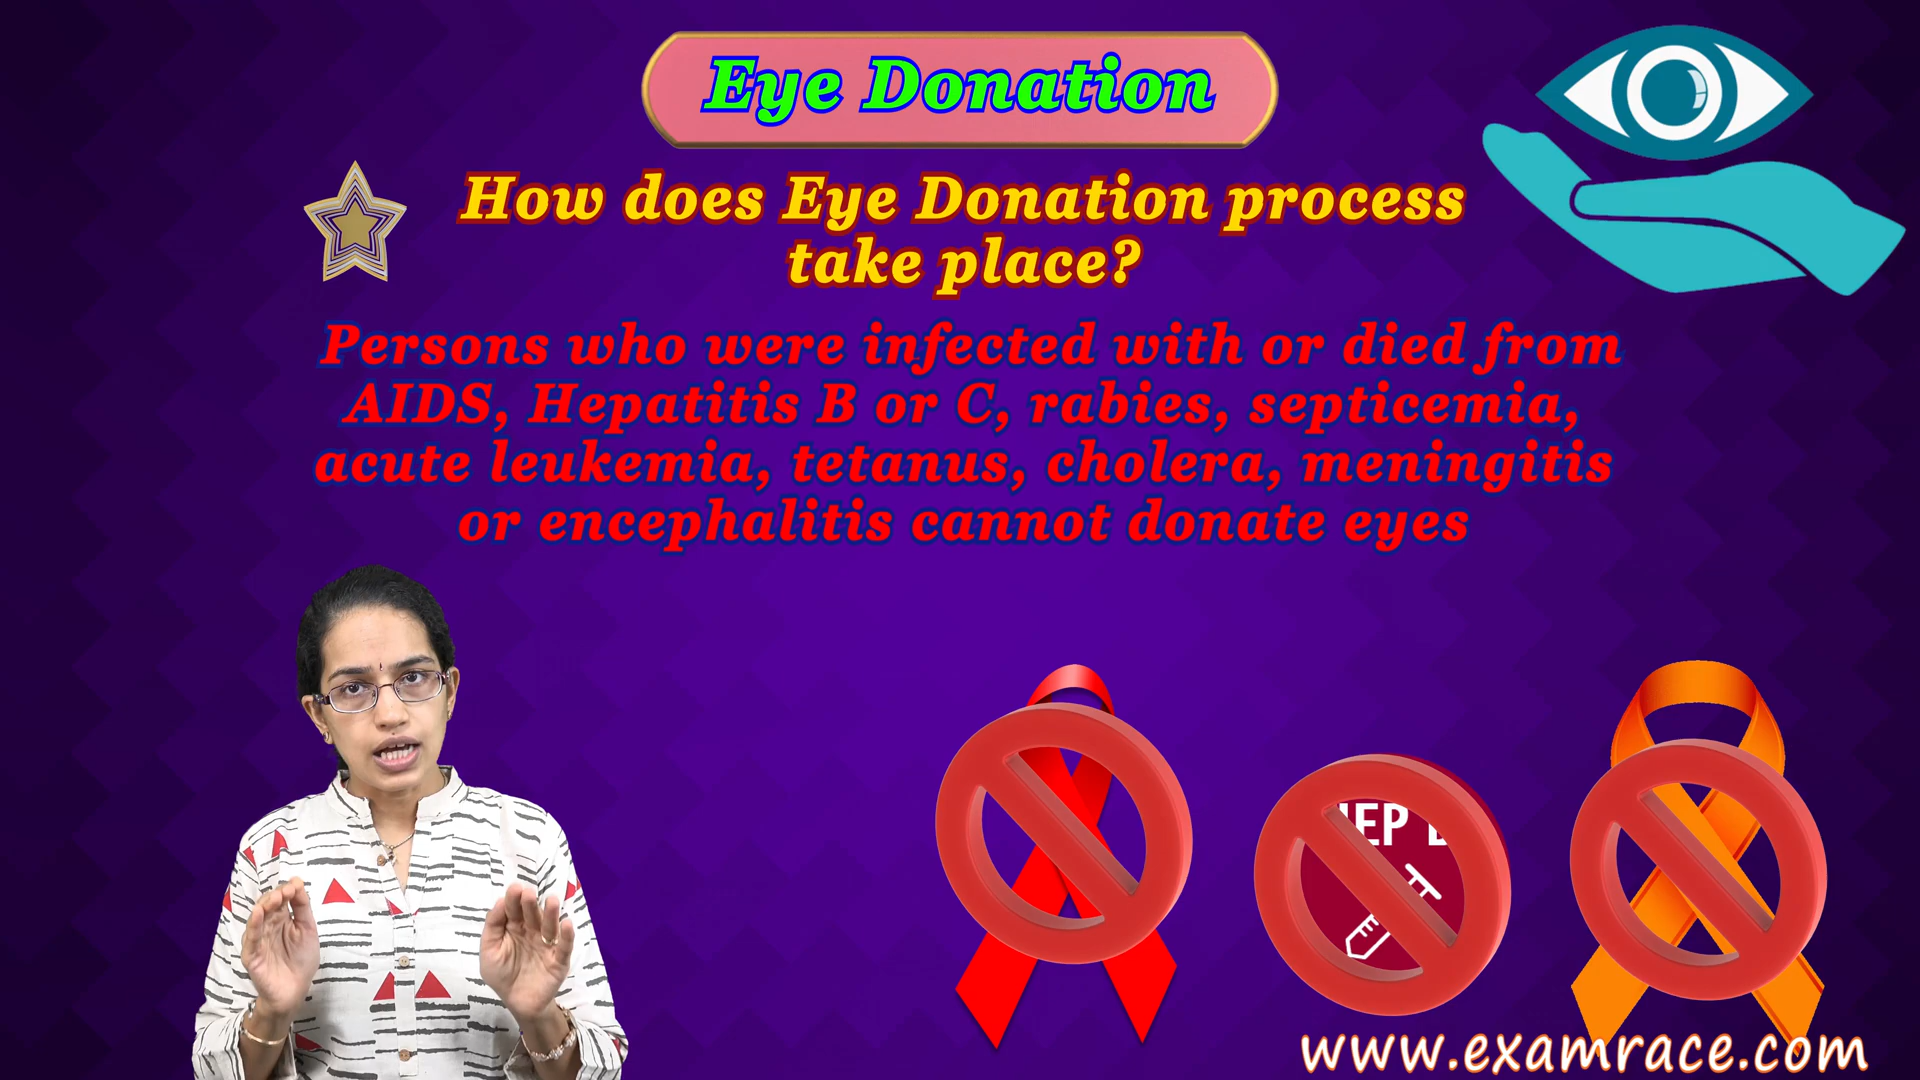 Eye Donation
How does Eye Donation process
take place?
Persons who were infected with or died from
AIDS, Hepatitis B or C, rabies, septicemia,
acute leukemia, tetanus, cholera, meningitis
or encephalitis cannot donate eyes
www.examrace.com